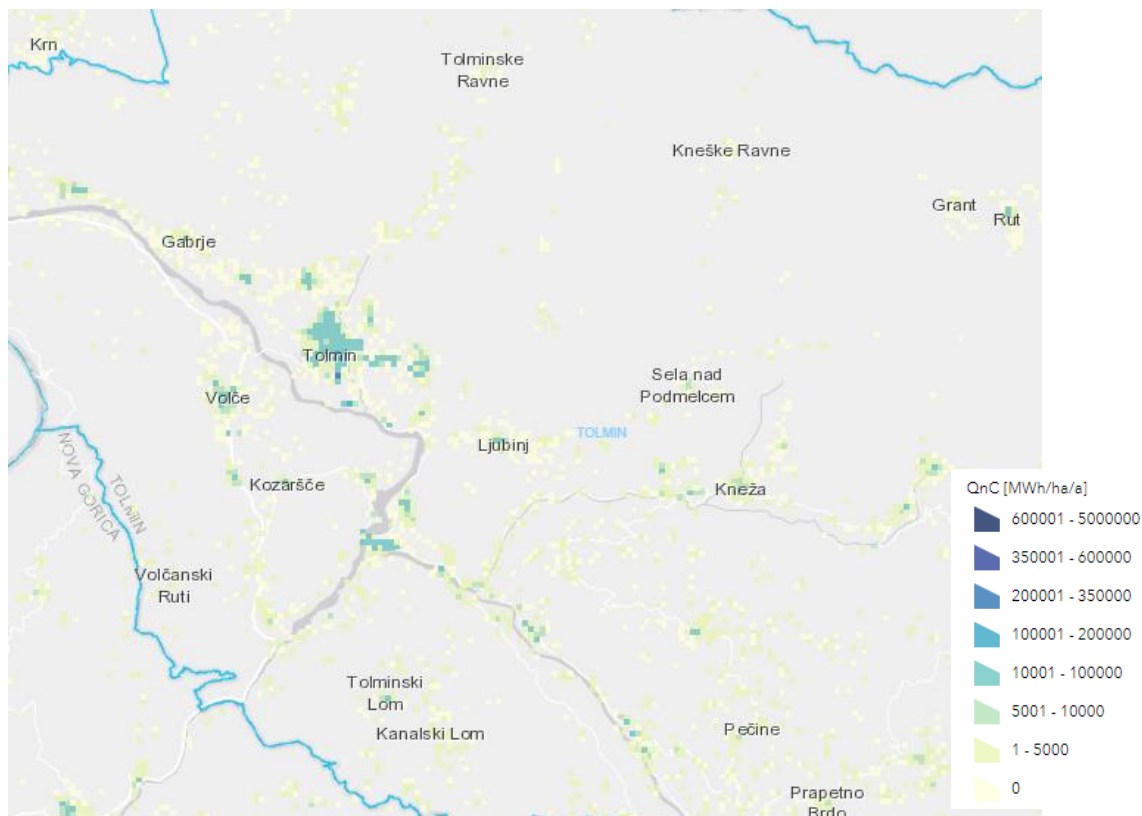 Krn
Tolminske
Ravne
Kneške Ravne
Grant
Rut
Gabrje
Tolmin
Volče
Sela nad
Podmelcem
TOLMIN
Ljubinj
TOLMIN
NOVA GORICA
Kozaršče
Kneža
Volčanski
Ruti
Tolminski
Lom
Kanalski Lom
Pečine
Prapetno
Brdo
QnC [MWh/ha/a]
600001 - 5000000
350001 - 600000
200001 - 350000
100001 - 200000
10001 - 100000
5001 - 10000
1 - 5000
0